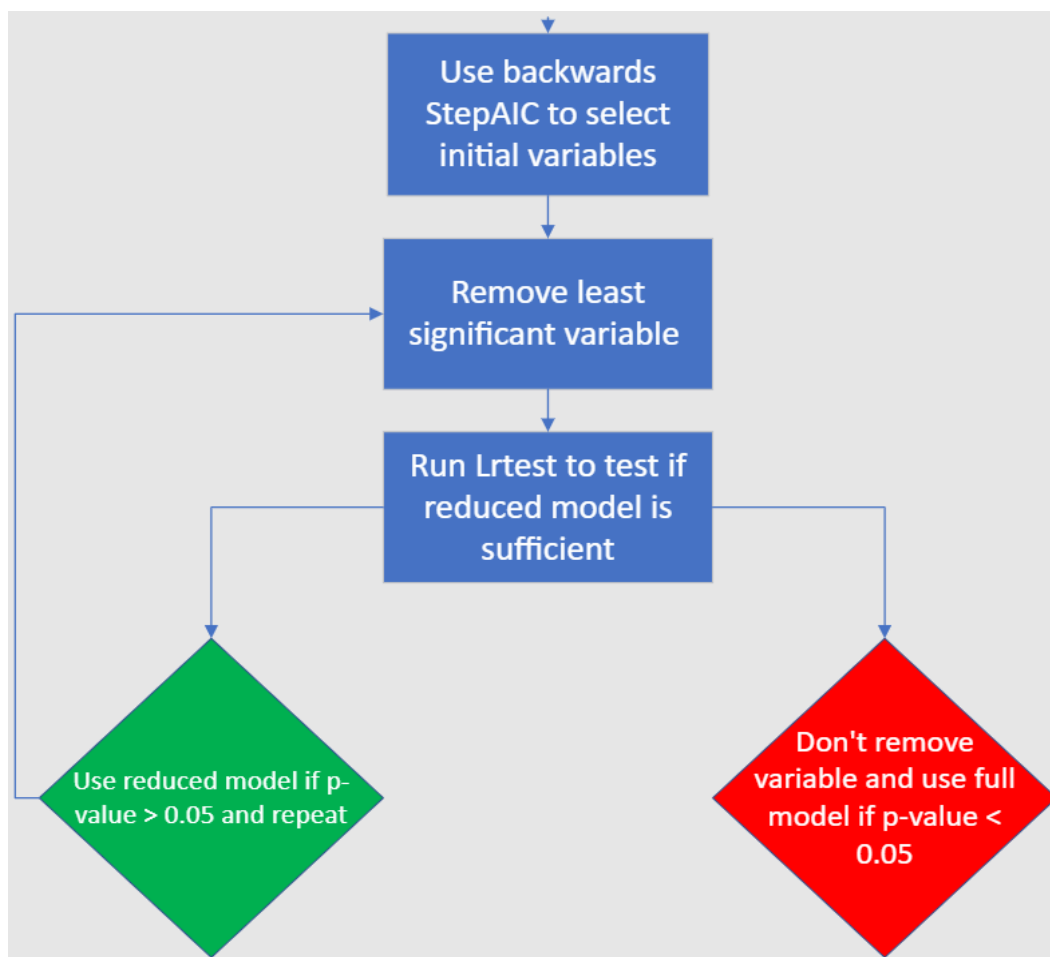 Use backwards
StepAIC to select
initial variables
Remove least
significant variable
Run Lrtest to test if
reduced model is
sufficient
Use reduced model if p-
value > 0.05 and repeat
Don't remove
variable and use full
model if p-value <
0.05